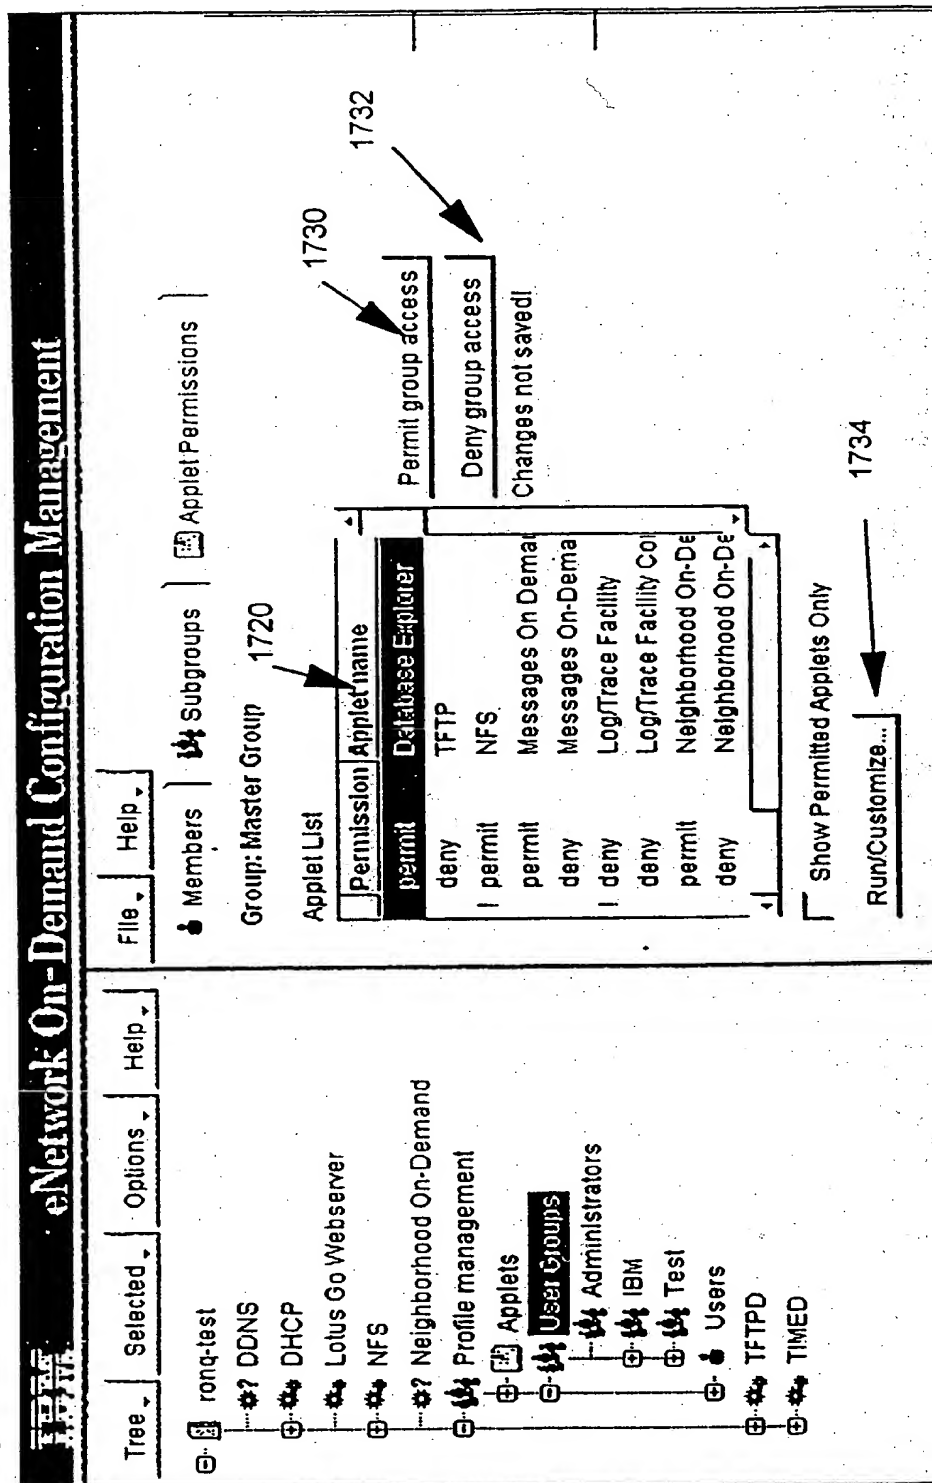 IBM eNetwork On-Demand Configuration Management
Tree Selected Options Help
ronq-test
? DDNS
DHCP
Lotus Go Webserver
NFS
? Neighborhood On-Demand
Profile management
Applets
User Groups
Administrators
IBM
Test
Users
TFTPD
TIMED
File Help
Members Subgroups Applet Permissions
Group: Master Group
1720
Applet List
Permission Applet name
permit Database Explorer
deny TFTP
! permit NFS
permit Messages On Demai
deny Messages On-Dema
! deny Log/Trace Facility
deny Log/Trace Facility Coi
permit Neighborhood On-De
deny Neighborhood On-De
Permit group access
1730
Deny group access
1732
Changes not saved!
Show Permitted Applets Only
Run/Customize...
1734